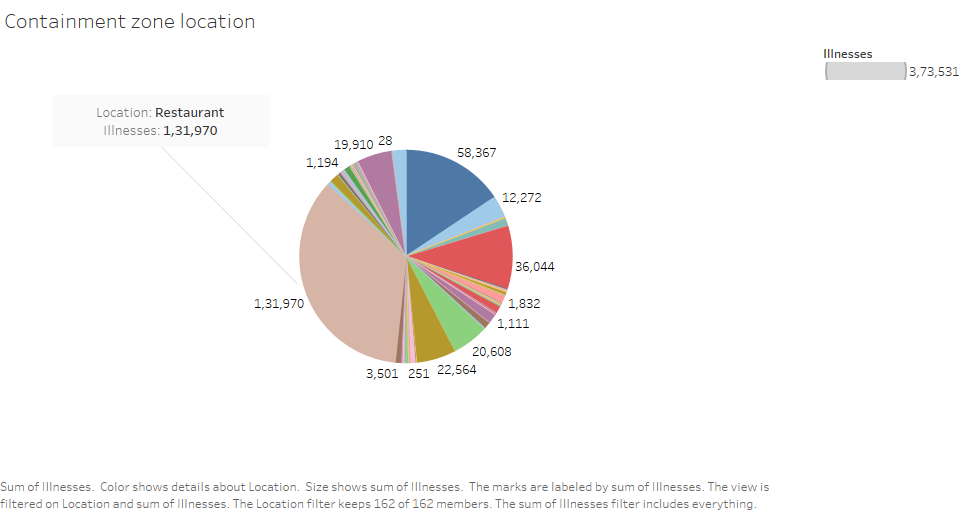 Containment zone location
Illnesses
3,73,531
Location: Restaurant
Illnesses: 1,31,970
19,910
28
58,367
1,194
12,272
36,044
1,31,970
1,832
1,111
20,608
22,564
3,501
251
Sum of Illnesses.  Color shows details about Location.  Size shows sum of Illnesses.  The marks are labeled by sum of Illnesses. The view is
filtered on Location and sum of Illnesses. The Location filter keeps 162 of 162 members. The sum of Illnesses filter includes everything.